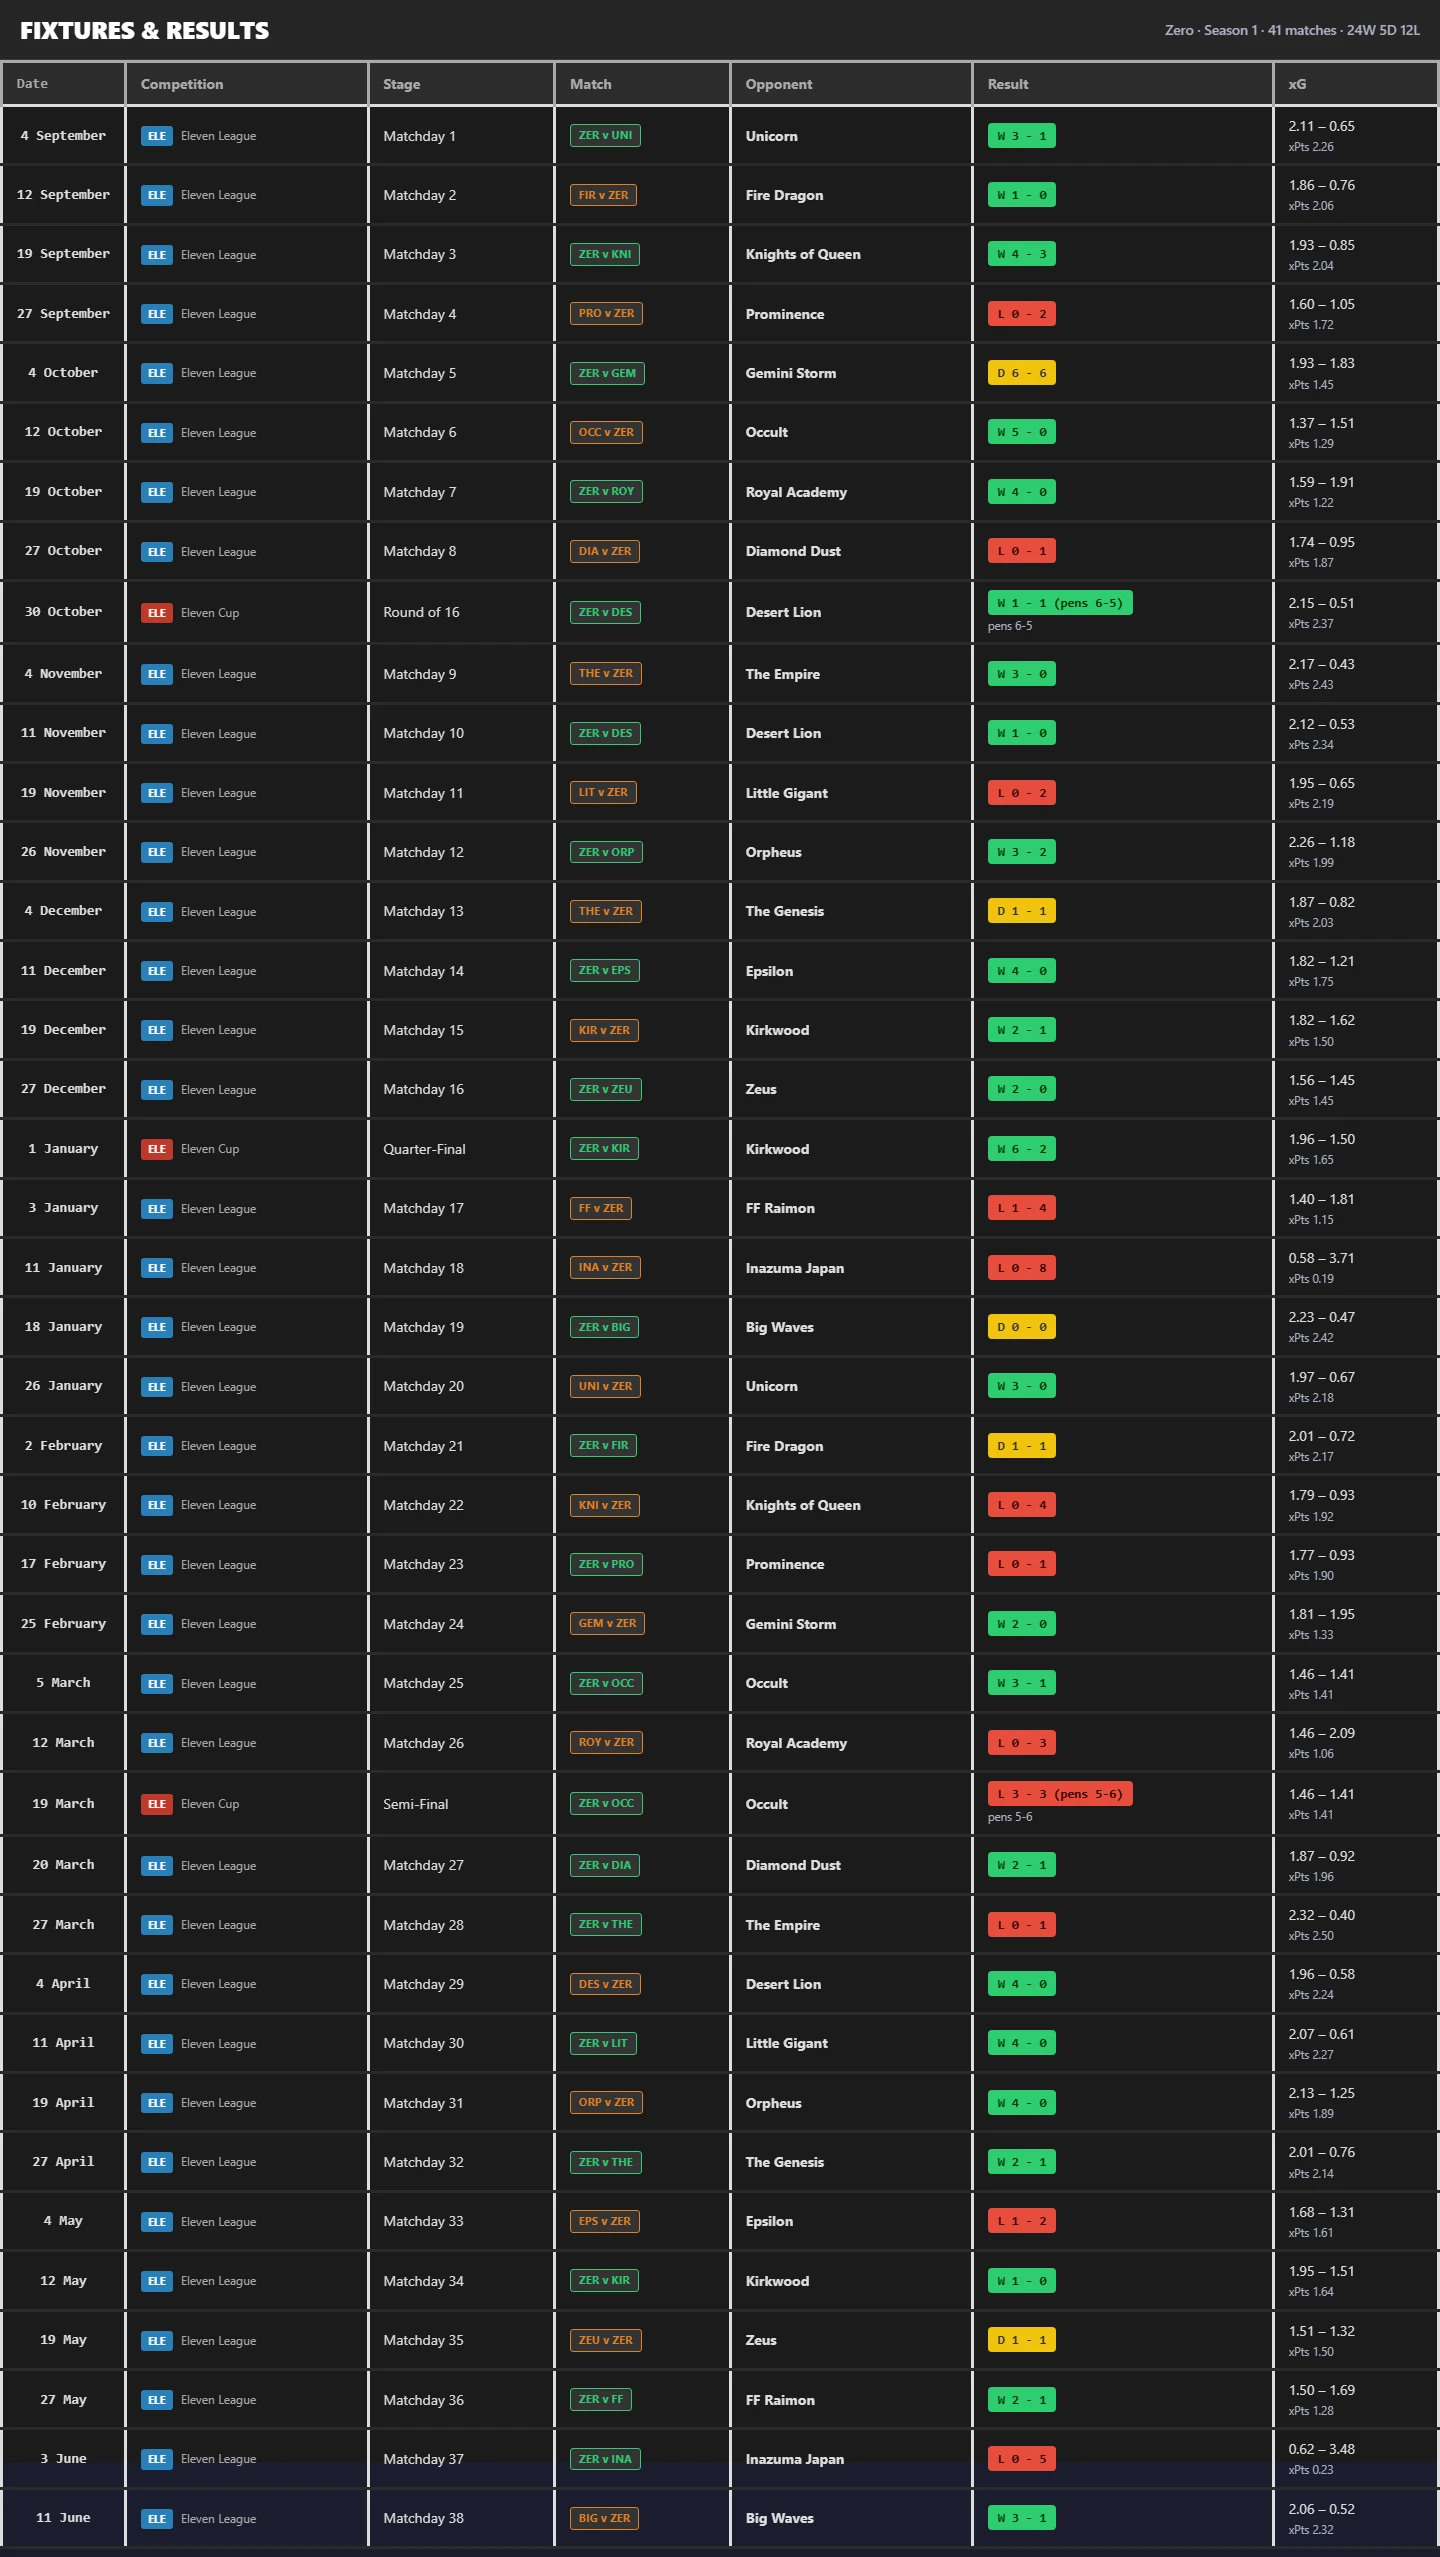 FIXTURES & RESULTS
Zero · Season 1 · 41 matches · 24W 5D 12L
Date Competition Stage Match Opponent Result xG
4 September ELE Eleven League Matchday 1 ZER v UNI Unicorn W 3 - 1 2.11 – 0.65
xPts 2.26
12 September ELE Eleven League Matchday 2 FIR v ZER Fire Dragon W 1 - 0 1.86 – 0.76
xPts 2.06
19 September ELE Eleven League Matchday 3 ZER v KNI Knights of Queen W 4 - 3 1.93 – 0.85
xPts 2.04
27 September ELE Eleven League Matchday 4 PRO v ZER Prominence L 0 - 2 1.60 – 1.05
xPts 1.72
4 October ELE Eleven League Matchday 5 ZER v GEM Gemini Storm D 6 - 6 1.93 – 1.83
xPts 1.45
12 October ELE Eleven League Matchday 6 OCC v ZER Occult W 5 - 0 1.37 – 1.51
xPts 1.29
19 October ELE Eleven League Matchday 7 ZER v ROY Royal Academy W 4 - 0 1.59 – 1.91
xPts 1.22
27 October ELE Eleven League Matchday 8 DIA v ZER Diamond Dust L 0 - 1 1.74 – 0.95
xPts 1.87
30 October ELE Eleven Cup Round of 16 ZER v DES Desert Lion W 1 - 1 (pens 6-5) 2.15 – 0.51
pens 6-5 xPts 2.37
4 November ELE Eleven League Matchday 9 THE v ZER The Empire W 3 - 0 2.17 – 0.43
xPts 2.43
11 November ELE Eleven League Matchday 10 ZER v DES Desert Lion W 1 - 0 2.12 – 0.53
xPts 2.34
19 November ELE Eleven League Matchday 11 LIT v ZER Little Gigant L 0 - 2 1.95 – 0.65
xPts 2.19
26 November ELE Eleven League Matchday 12 ZER v ORP Orpheus W 3 - 2 2.26 – 1.18
xPts 1.99
4 December ELE Eleven League Matchday 13 THE v ZER The Genesis D 1 - 1 1.87 – 0.82
xPts 2.03
11 December ELE Eleven League Matchday 14 ZER v EPS Epsilon W 4 - 0 1.82 – 1.21
xPts 1.75
19 December ELE Eleven League Matchday 15 KIR v ZER Kirkwood W 2 - 1 1.82 – 1.62
xPts 1.50
27 December ELE Eleven League Matchday 16 ZER v ZEU Zeus W 2 - 0 1.56 – 1.45
xPts 1.45
1 January ELE Eleven Cup Quarter-Final ZER v KIR Kirkwood W 6 - 2 1.96 – 1.50
xPts 1.65
3 January ELE Eleven League Matchday 17 FF v ZER FF Raimon L 1 - 4 1.40 – 1.81
xPts 1.15
11 January ELE Eleven League Matchday 18 INA v ZER Inazuma Japan L 0 - 8 0.58 – 3.71
xPts 0.19
18 January ELE Eleven League Matchday 19 ZER v BIG Big Waves D 0 - 0 2.23 – 0.47
xPts 2.42
26 January ELE Eleven League Matchday 20 UNI v ZER Unicorn W 3 - 0 1.97 – 0.67
xPts 2.18
2 February ELE Eleven League Matchday 21 ZER v FIR Fire Dragon D 1 - 1 2.01 – 0.72
xPts 2.17
10 February ELE Eleven League Matchday 22 KNI v ZER Knights of Queen L 0 - 4 1.79 – 0.93
xPts 1.92
17 February ELE Eleven League Matchday 23 ZER v PRO Prominence L 0 - 1 1.77 – 0.93
xPts 1.90
25 February ELE Eleven League Matchday 24 GEM v ZER Gemini Storm W 2 - 0 1.81 – 1.95
xPts 1.33
5 March ELE Eleven League Matchday 25 ZER v OCC Occult W 3 - 1 1.46 – 1.41
xPts 1.41
12 March ELE Eleven League Matchday 26 ROY v ZER Royal Academy L 0 - 3 1.46 – 2.09
xPts 1.06
19 March ELE Eleven Cup Semi-Final ZER v OCC Occult L 3 - 3 (pens 5-6) 1.46 – 1.41
pens 5-6 xPts 1.41
20 March ELE Eleven League Matchday 27 ZER v DIA Diamond Dust W 2 - 1 1.87 – 0.92
xPts 1.96
27 March ELE Eleven League Matchday 28 ZER v THE The Empire L 0 - 1 2.32 – 0.40
xPts 2.50
4 April ELE Eleven League Matchday 29 DES v ZER Desert Lion W 4 - 0 1.96 – 0.58
xPts 2.24
11 April ELE Eleven League Matchday 30 ZER v LIT Little Gigant W 4 - 0 2.07 – 0.61
xPts 2.27
19 April ELE Eleven League Matchday 31 ORP v ZER Orpheus W 4 - 0 2.13 – 1.25
xPts 1.89
27 April ELE Eleven League Matchday 32 ZER v THE The Genesis W 2 - 1 2.01 – 0.76
xPts 2.14
4 May ELE Eleven League Matchday 33 EPS v ZER Epsilon L 1 - 2 1.68 – 1.31
xPts 1.61
12 May ELE Eleven League Matchday 34 ZER v KIR Kirkwood W 1 - 0 1.95 – 1.51
xPts 1.64
19 May ELE Eleven League Matchday 35 ZEU v ZER Zeus D 1 - 1 1.51 – 1.32
xPts 1.50
27 May ELE Eleven League Matchday 36 ZER v FF FF Raimon W 2 - 1 1.50 – 1.69
xPts 1.28
3 June ELE Eleven League Matchday 37 ZER v INA Inazuma Japan L 0 - 5 0.62 – 3.48
xPts 0.23
11 June ELE Eleven League Matchday 38 BIG v ZER Big Waves W 3 - 1 2.06 – 0.52
xPts 2.32